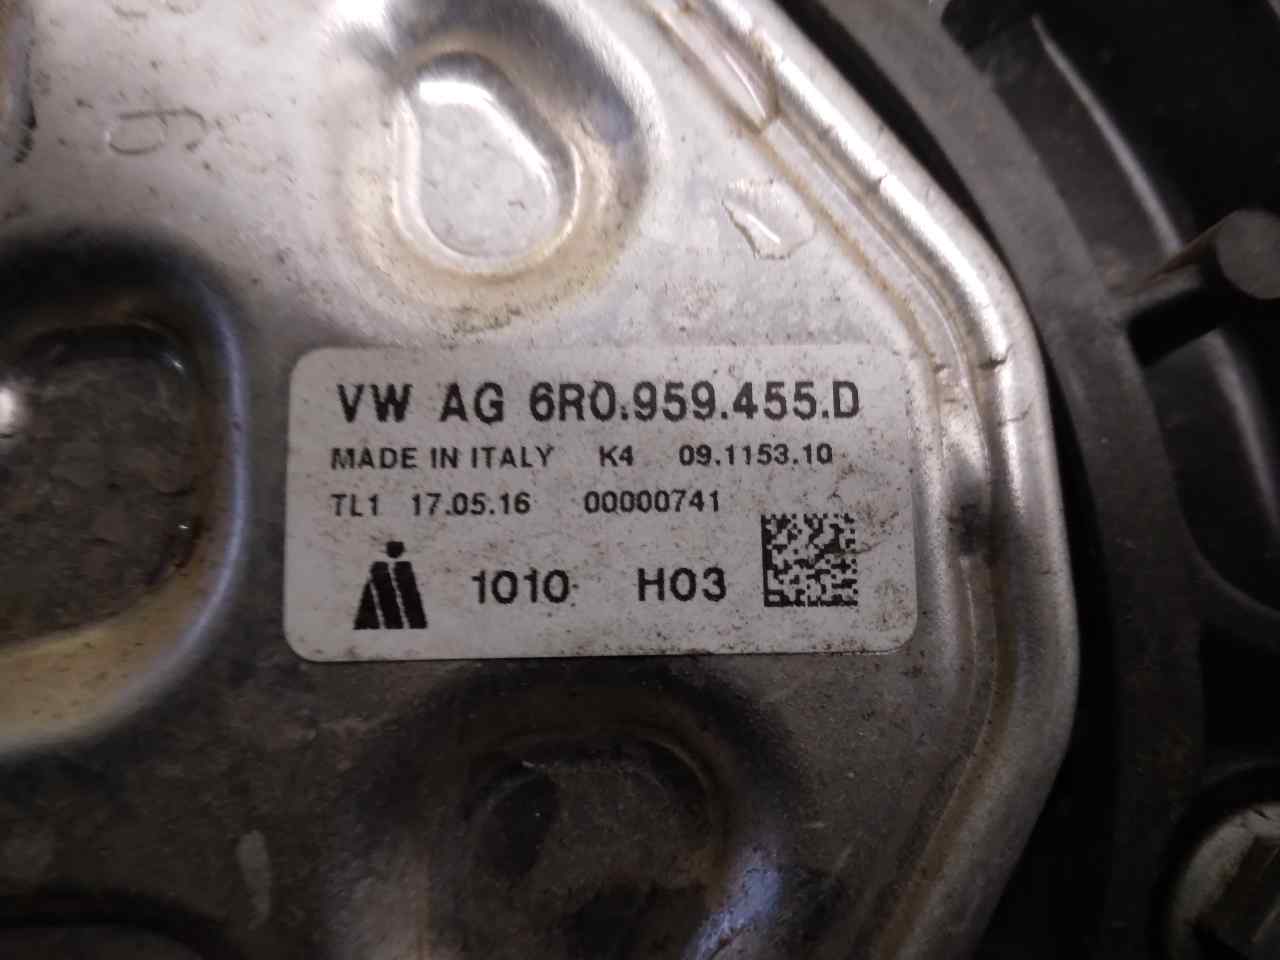 VW AG 6R0.959.455.D
MADE IN ITALY K4 09.1153.10
TL1 17.05.16 00000741
1010 H03